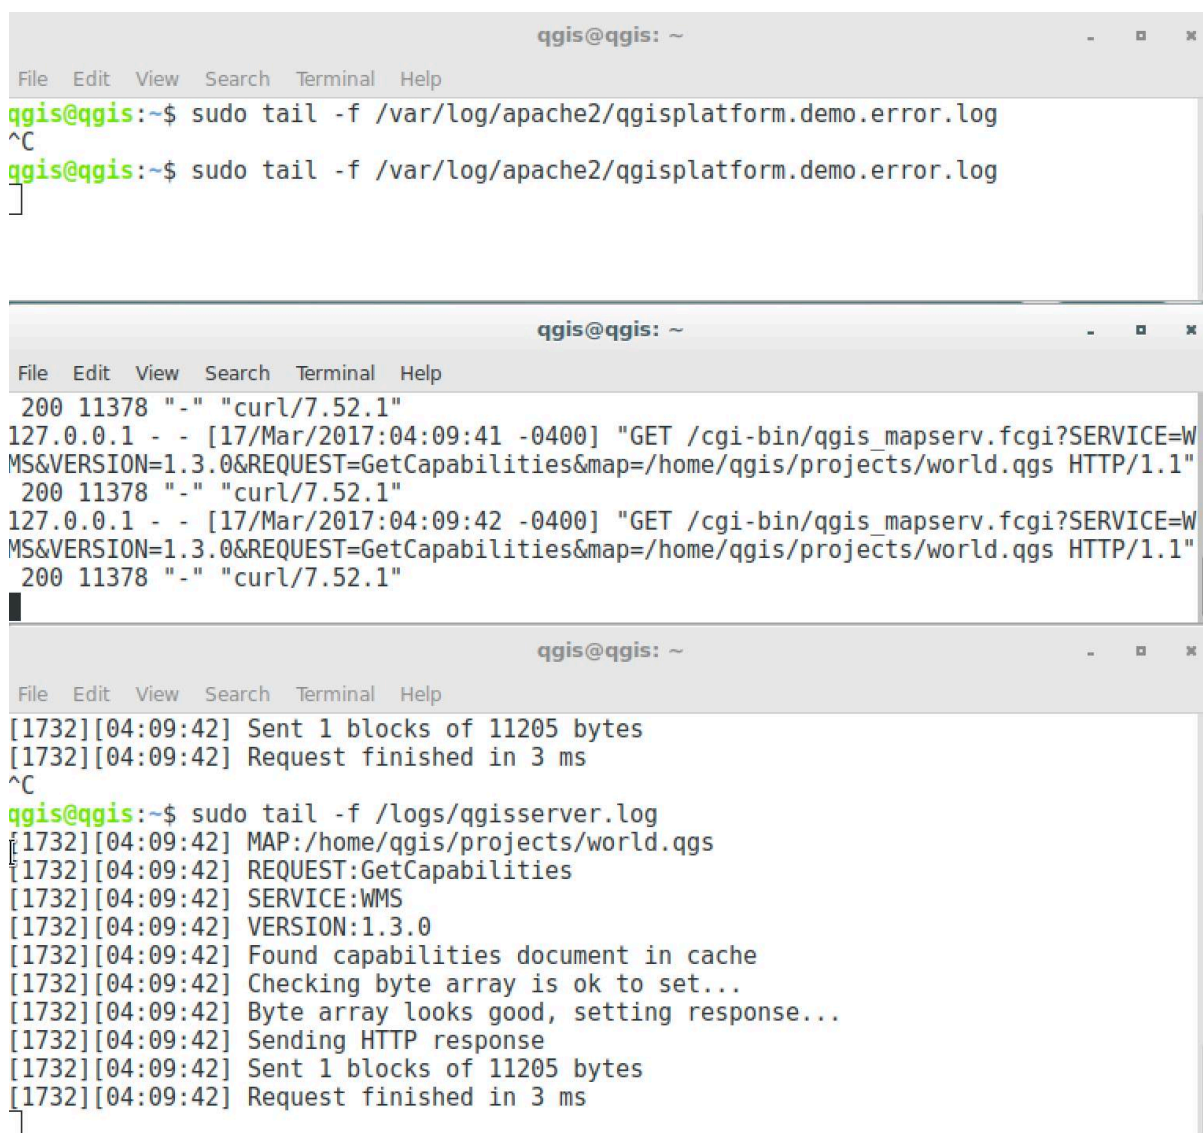 qgis@qgis: ~
File Edit View Search Terminal Help
qgis@qgis:~$ sudo tail -f /var/log/apache2/qgisplatform.demo.error.log
^C
qgis@qgis:~$ sudo tail -f /var/log/apache2/qgisplatform.demo.error.log
qgis@qgis: ~
File Edit View Search Terminal Help
200 11378 "-" "curl/7.52.1"
127.0.0.1 - - [17/Mar/2017:04:09:41 -0400] "GET /cgi-bin/qgis_mapserv.fcgi?SERVICE=W
MS&VERSION=1.3.0&REQUEST=GetCapabilities&map=/home/qgis/projects/world.qgs HTTP/1.1"
200 11378 "-" "curl/7.52.1"
127.0.0.1 - - [17/Mar/2017:04:09:42 -0400] "GET /cgi-bin/qgis_mapserv.fcgi?SERVICE=W
MS&VERSION=1.3.0&REQUEST=GetCapabilities&map=/home/qgis/projects/world.qgs HTTP/1.1"
200 11378 "-" "curl/7.52.1"
qgis@qgis: ~
File Edit View Search Terminal Help
[1732][04:09:42] Sent 1 blocks of 11205 bytes
[1732][04:09:42] Request finished in 3 ms
^C
qgis@qgis:~$ sudo tail -f /logs/qgisserver.log
[1732][04:09:42] MAP:/home/qgis/projects/world.qgs
[1732][04:09:42] REQUEST:GetCapabilities
[1732][04:09:42] SERVICE:WMS
[1732][04:09:42] VERSION:1.3.0
[1732][04:09:42] Found capabilities document in cache
[1732][04:09:42] Checking byte array is ok to set...
[1732][04:09:42] Byte array looks good, setting response...
[1732][04:09:42] Sending HTTP response
[1732][04:09:42] Sent 1 blocks of 11205 bytes
[1732][04:09:42] Request finished in 3 ms